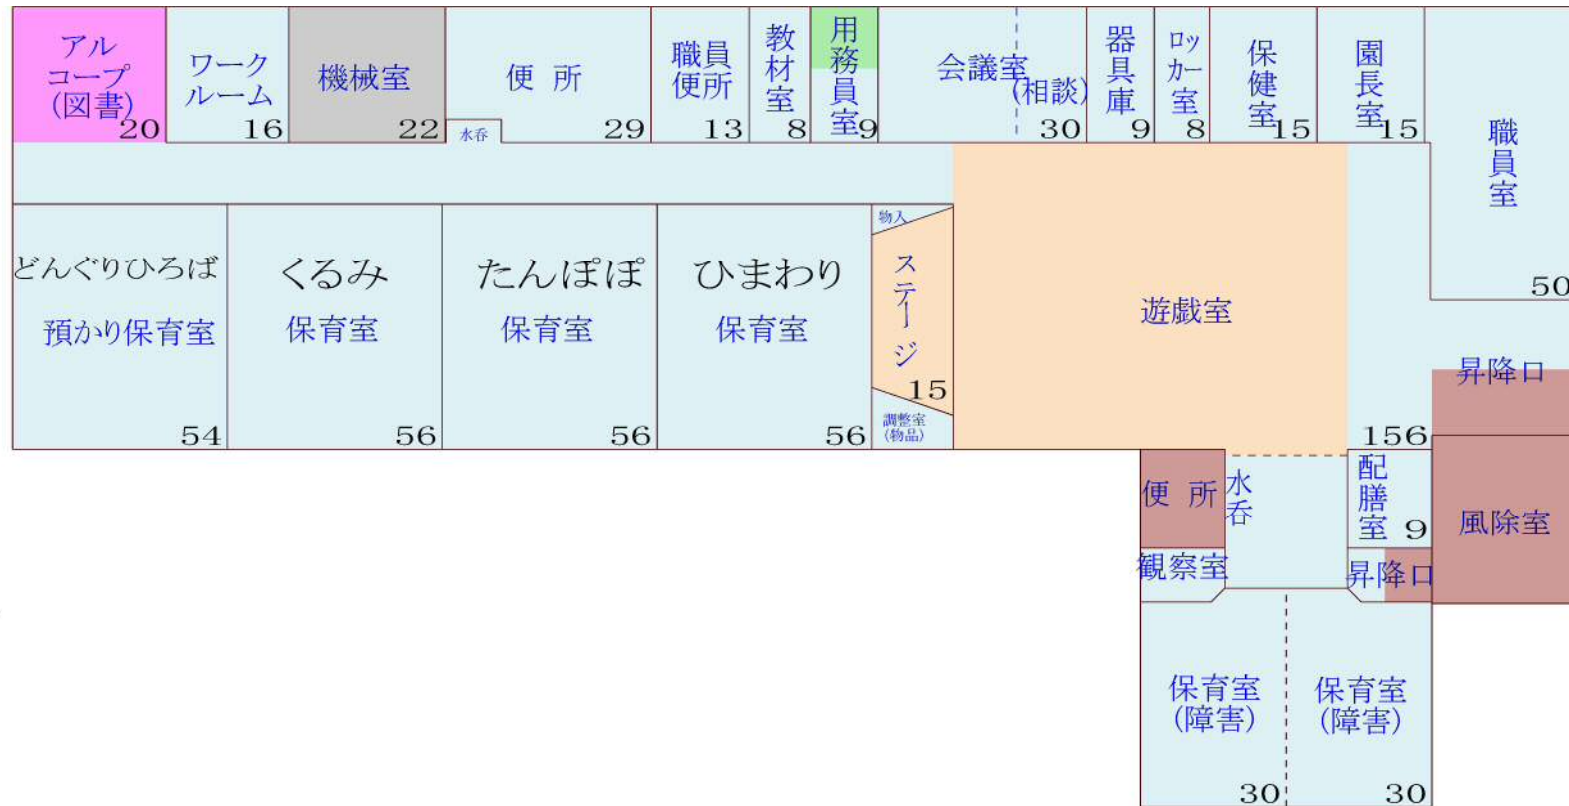 アル
コープ
(図書)
20
ワーク
ルーム
16
機械室
22
便 所
29
水呑
職員
便所
13
教材室
8
用務員室
9
会議室
(相談)
30
器具庫
9
ロッカー室
8
保健室
15
園長室
15
職員室
50
どんぐりひろば
預かり保育室
54
くるみ
保育室
56
たんぽぽ
保育室
56
ひまわり
保育室
56
物入
ステージ
15
調整室
(物品)
遊戯室
156
昇降口
便 所
水呑
配膳室
9
風除室
観察室
昇降口
保育室
(障害)
30
保育室
(障害)
30